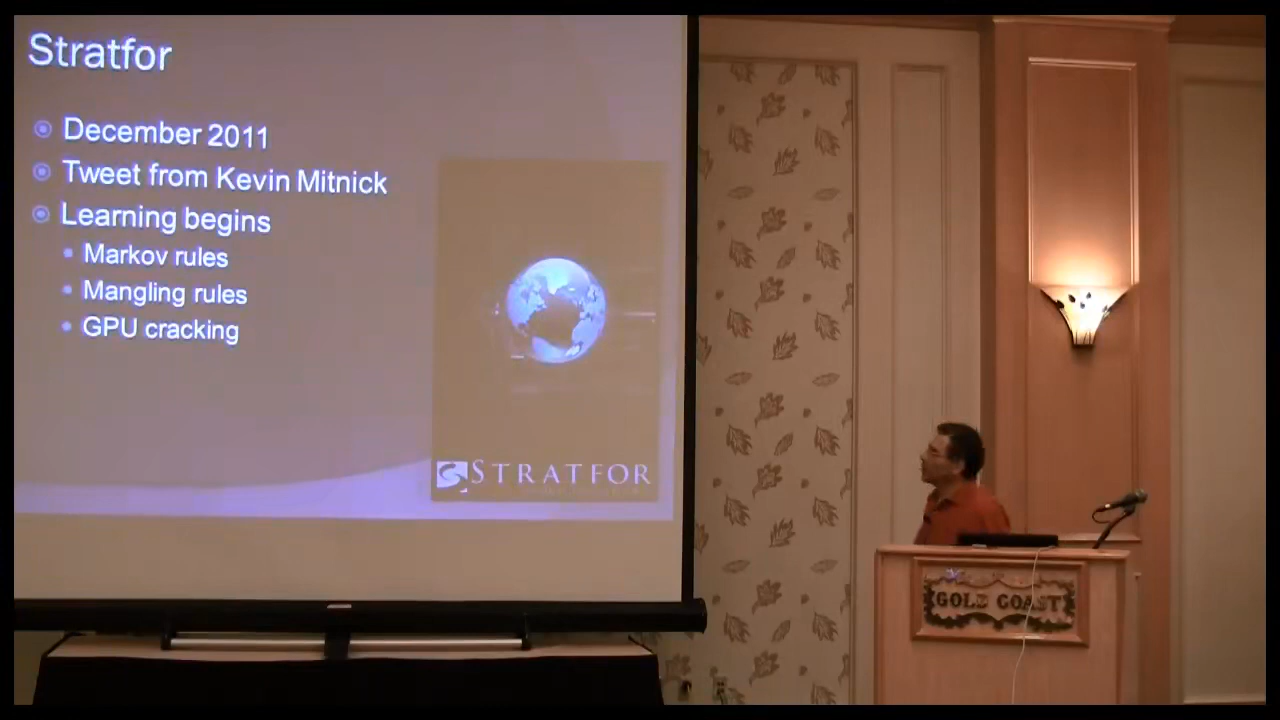 Stratfor
December 2011
Tweet from Kevin Mitnick
Learning begins
Markov rules
Mangling rules
GPU cracking
STRATFOR
GOLD COAST